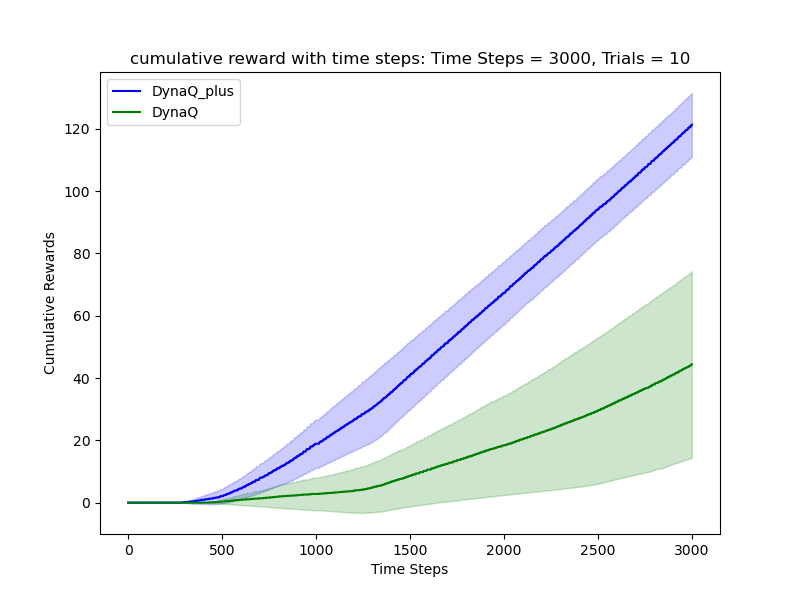 cumulative reward with time steps: Time Steps = 3000, Trials = 10
DynaQ_plus
DynaQ
120
100
80
60
40
20
0
Cumulative Rewards
0 500 1000 1500 2000 2500 3000
Time Steps